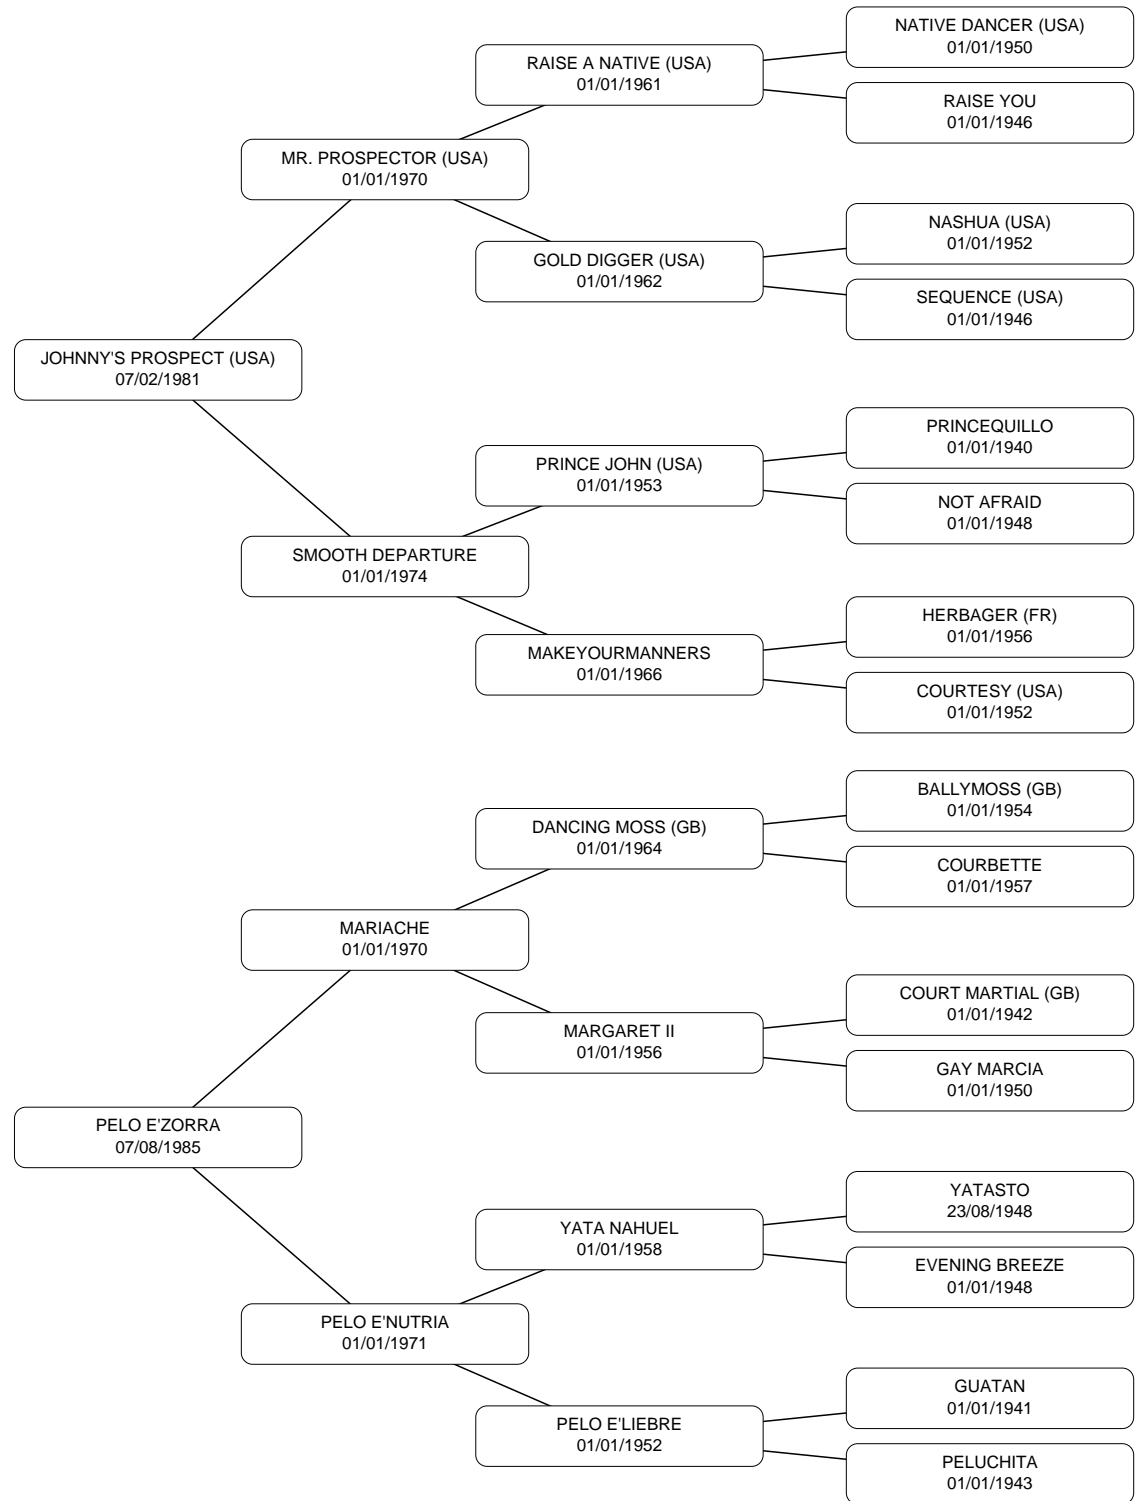 NATIVE DANCER (USA)
01/01/1950
RAISE A NATIVE (USA)
01/01/1961
RAISE YOU
01/01/1946
MR. PROSPECTOR (USA)
01/01/1970
NASHUA (USA)
01/01/1952
GOLD DIGGER (USA)
01/01/1962
SEQUENCE (USA)
01/01/1946
JOHNNY'S PROSPECT (USA)
07/02/1981
PRINCEQUILLO
01/01/1940
PRINCE JOHN (USA)
01/01/1953
NOT AFRAID
01/01/1948
SMOOTH DEPARTURE
01/01/1974
HERBAGER (FR)
01/01/1956
MAKEYOURMANNERS
01/01/1966
COURTESY (USA)
01/01/1952
BALLYMOSS (GB)
01/01/1954
DANCING MOSS (GB)
01/01/1964
COURBETTE
01/01/1957
MARIACHE
01/01/1970
COURT MARTIAL (GB)
01/01/1942
MARGARET II
01/01/1956
GAY MARCIA
01/01/1950
PELO E'ZORRA
07/08/1985
YATASTO
23/08/1948
YATA NAHUEL
01/01/1958
EVENING BREEZE
01/01/1948
PELO E'NUTRIA
01/01/1971
GUATAN
01/01/1941
PELO E'LIEBRE
01/01/1952
PELUCHITA
01/01/1943